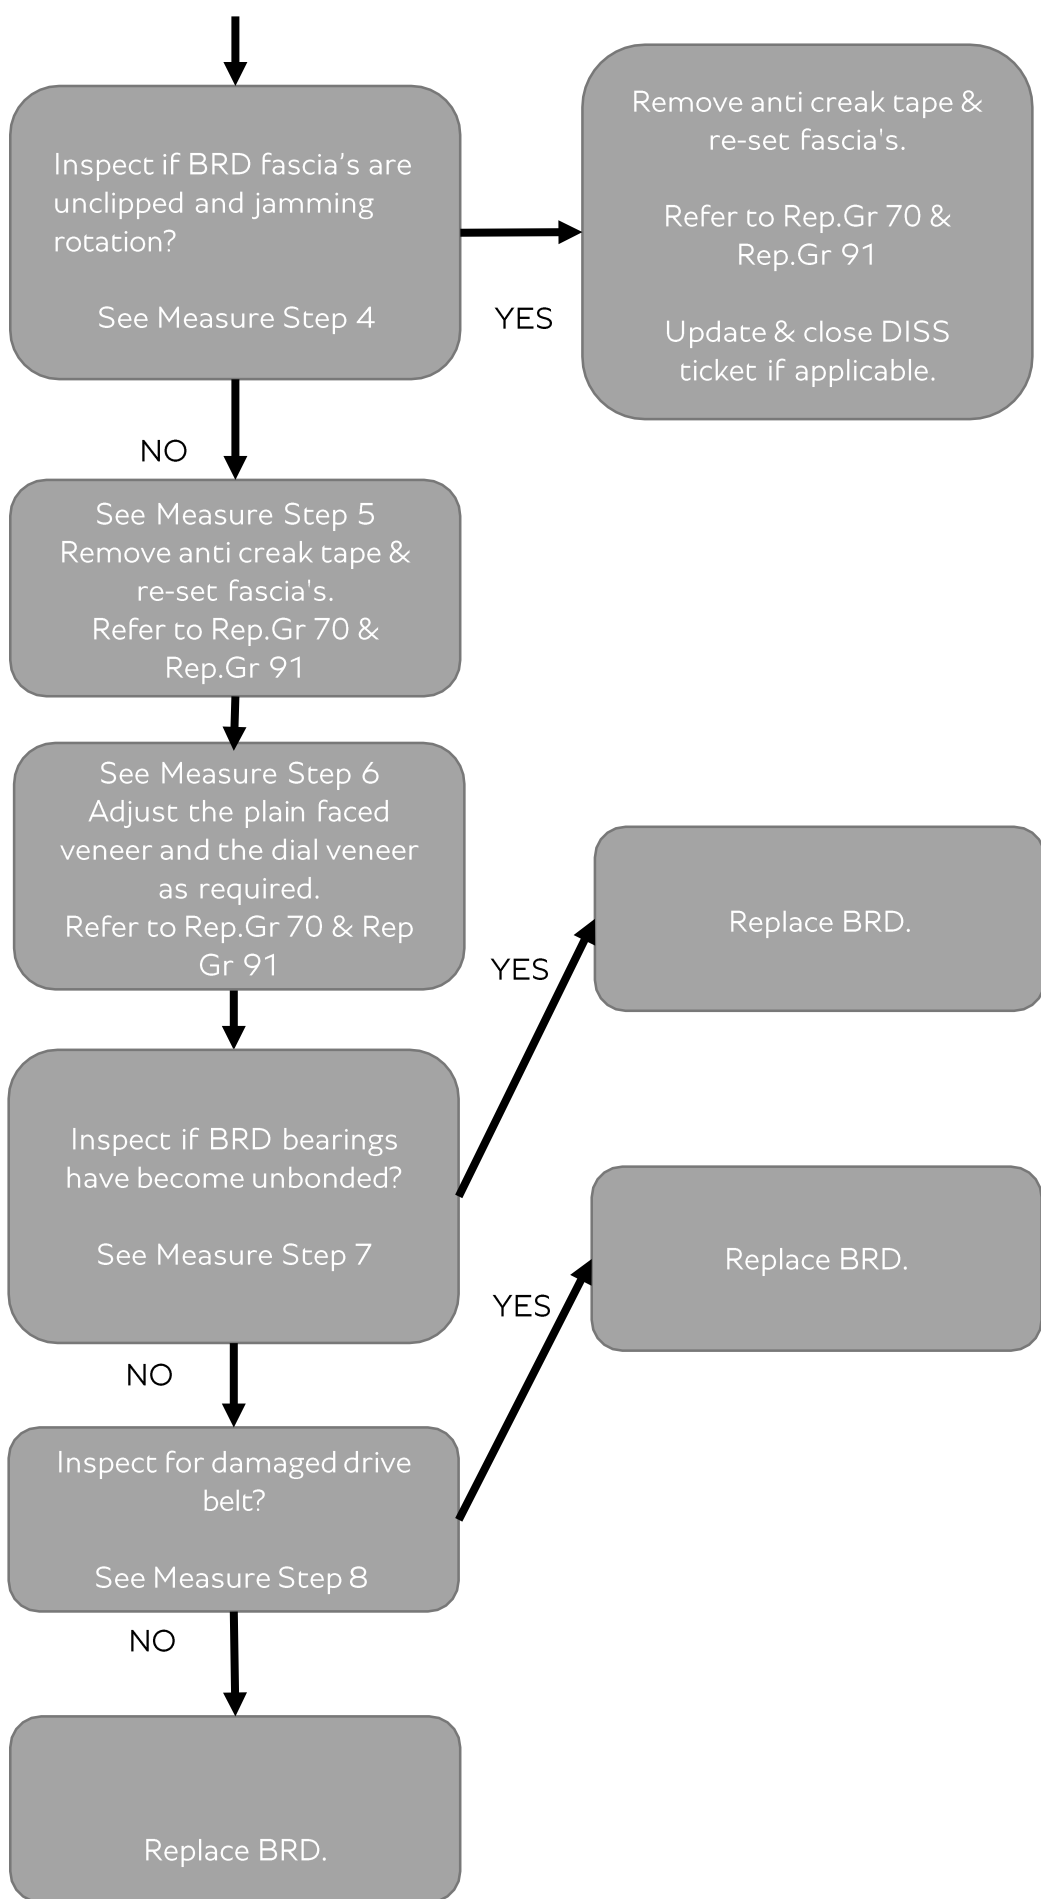 Inspect if BRD fascia’s are
unclipped and jamming
rotation?
See Measure Step 4
YES
Remove anti creak tape &
re-set fascia's.
Refer to Rep.Gr 70 &
Rep.Gr 91
Update & close DISS
ticket if applicable.
NO
See Measure Step 5
Remove anti creak tape &
re-set fascia's.
Refer to Rep.Gr 70 &
Rep.Gr 91
See Measure Step 6
Adjust the plain faced
veneer and the dial veneer
as required.
Refer to Rep.Gr 70 & Rep
Gr 91
YES
Replace BRD.
Inspect if BRD bearings
have become unbonded?
See Measure Step 7
YES
Replace BRD.
NO
Inspect for damaged drive
belt?
See Measure Step 8
NO
Replace BRD.